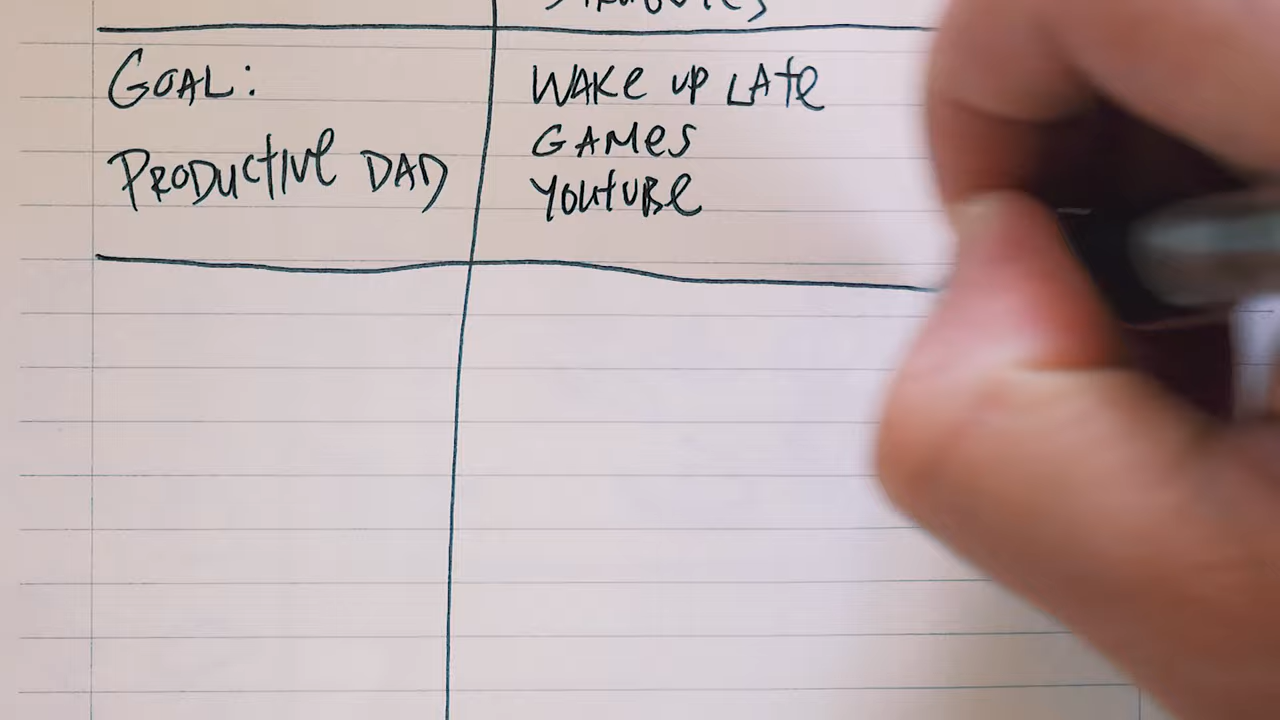 GOAL:
PRODUCTIVE DAD
WAKE UP LATE
GAMES
YOUTUBE